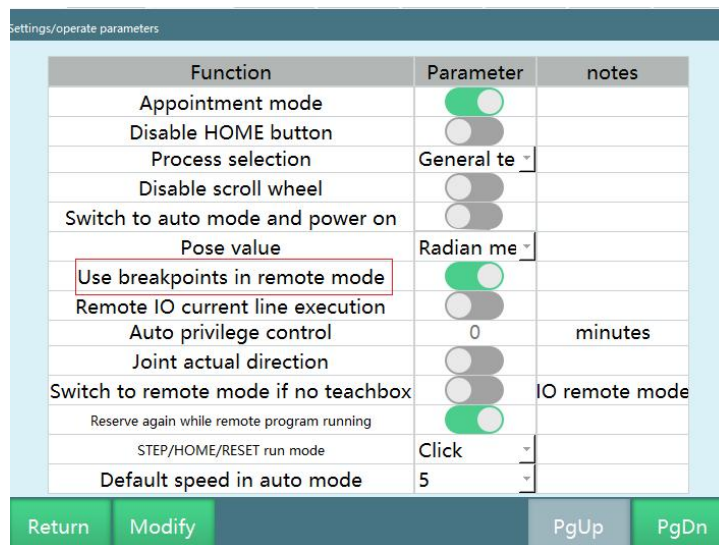 Settings/operate parameters
Function Parameter notes
Appointment mode
Disable HOME button
Process selection General te
Disable scroll wheel
Switch to auto mode and power on
Pose value Radian me
Use breakpoints in remote mode
Remote IO current line execution
Auto privilege control 0 minutes
Joint actual direction
Switch to remote mode if no teachbox IO remote mode
Reserve again while remote program running
STEP/HOME/RESET run mode Click
Default speed in auto mode 5
Return Modify PgUp PgDn